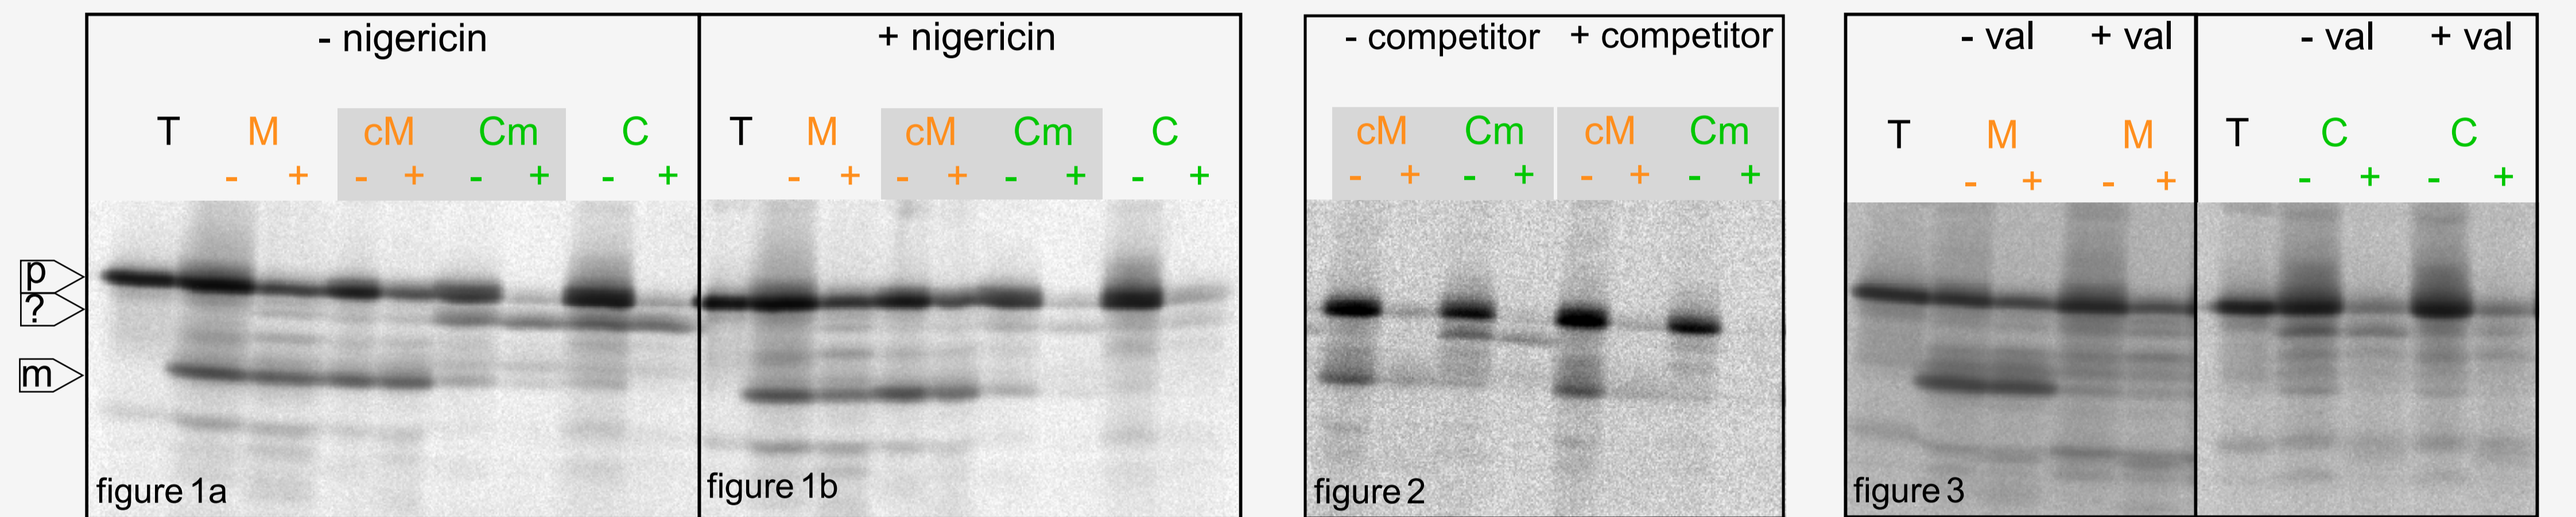 - nigericin
+ nigericin
- competitor + competitor
- val + val
- val + val
T M cM Cm C
- + - + - + - +
T M cM Cm C
- + - + - + - +
cM Cm cM Cm
- + - + - + - +
T M M
- + - +
T C C
- + - +
p
?
m
figure 1a
figure 1b
figure 2
figure 3